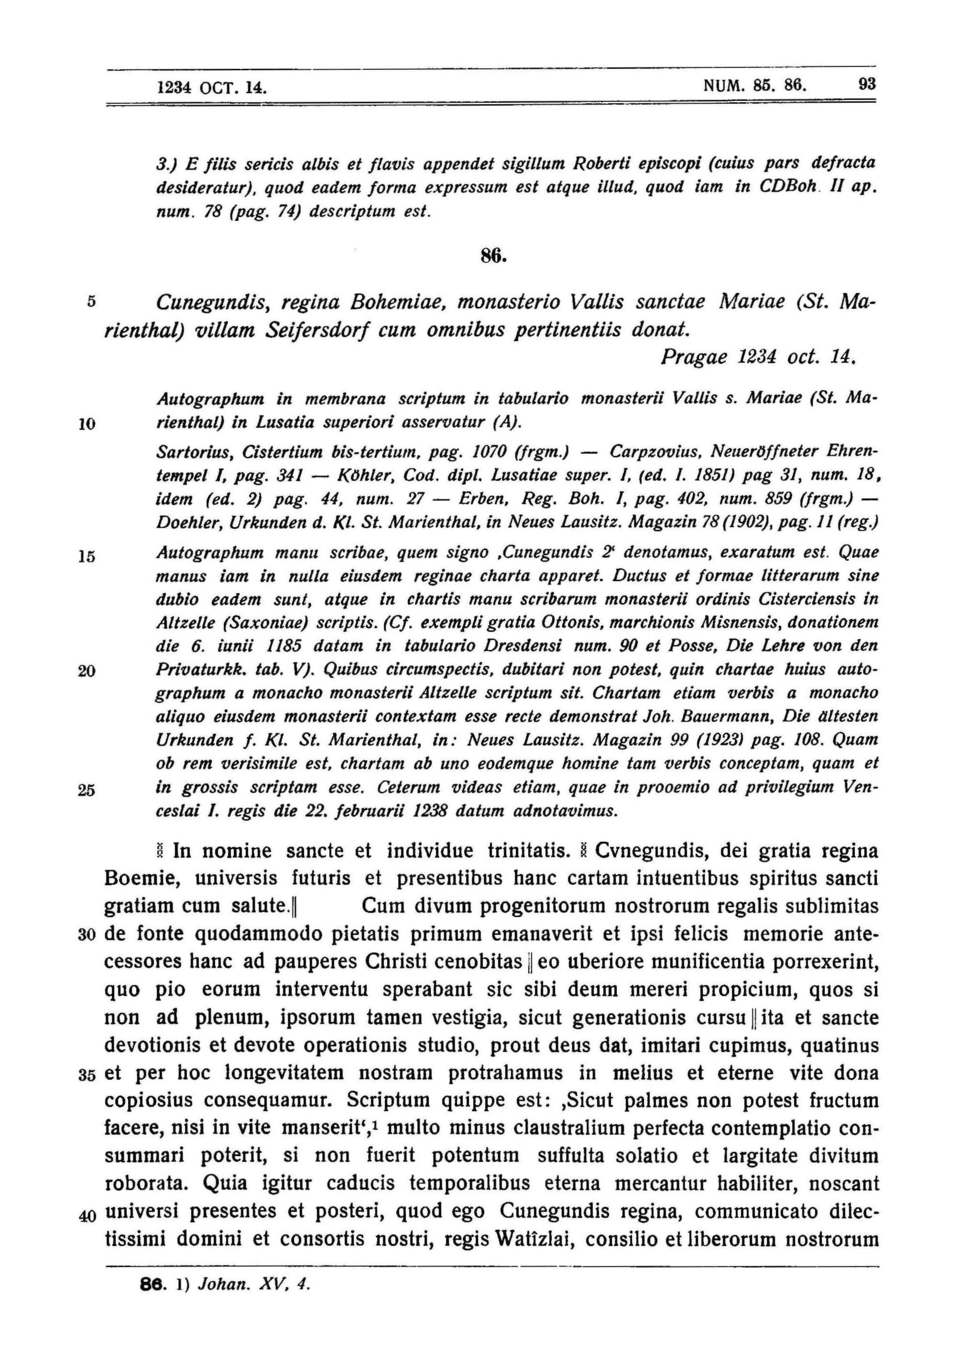 1234 OCT. 14. NUM. 85. 86. 93
3.) E filis sericis albis et flavis appendet sigillum Roberti episcopi (cuius pars defracta
desideratur), quod eadem forma expressum est atque illud, quod iam in CDBoh. II ap.
num. 78 (pag. 74) descriptum est.
86.
5 Cunegundis, regina Bohemiae, monasterio Vallis sanctae Mariae (St. Ma-
rienthal) villam Seifersdorf cum omnibus pertinentiis donat.
Pragae 1234 oct. 14.
Autographum in membrana scriptum in tabulario monasterii Vallis s. Mariae (St. Ma-
10 rienthal) in Lusatia superiori asservatur (A).
Sartorius, Cistertium bis-tertium, pag. 1070 (frgm.) — Carpzovius, Neueröffneter Ehren-
tempel I, pag. 341 — Köhler, Cod. dipl. Lusatiae super. I, (ed. I. 1851) pag 31, num. 18,
idem (ed. 2) pag. 44, num. 27 — Erben, Reg. Boh. I, pag. 402, num. 859 (frgm.) —
Doehler, Urkunden d. Kl. St. Marienthal, in Neues Lausitz. Magazin 78 (1902), pag. 11 (reg.)
15 Autographum manu scribae, quem signo ‚Cunegundis 2‘ denotamus, exaratum est. Quae
manus iam in nulla eiusdem reginae charta apparet. Ductus et formae litterarum sine
dubio eadem sunt, atque in chartis manu scribarum monasterii ordinis Cisterciensis in
Altzelle (Saxoniae) scriptis. (Cf. exempli gratia Ottonis, marchionis Misnensis, donationem
die 6. iunii 1185 datam in tabulario Dresdensi num. 90 et Posse, Die Lehre von den
20 Privaturkk. tab. V). Quibus circumspectis, dubitari non potest, quin chartae huius auto-
graphum a monacho monasterii Altzelle scriptum sit. Chartam etiam verbis a monacho
aliquo eiusdem monasterii contextam esse recte demonstrat Joh. Bauermann, Die ältesten
Urkunden f. Kl. St. Marienthal, in: Neues Lausitz. Magazin 99 (1923) pag. 108. Quam
ob rem verisimile est, chartam ab uno eodemque homine tam verbis conceptam, quam et
25 in grossis scriptam esse. Ceterum videas etiam, quae in prooemio ad privilegium Ven-
ceslai I. regis die 22. februarii 1238 datum adnotavimus.
In nomine sancte et individue trinitatis. Cvnegundis, dei gratia regina
Boemie, universis futuris et presentibus hanc cartam intuentibus spiritus sancti
gratiam cum salute.|| Cum divum progenitorum nostrorum regalis sublimitas
30 de fonte quodammodo pietatis primum emanaverit et ipsi felicis memorie ante-
cessores hanc ad pauperes Christi cenobitas || eo uberiore munificentia porrexerint,
quo pio eorum interventu sperabant sic sibi deum mereri propicium, quos si
non ad plenum, ipsorum tamen vestigia, sicut generationis cursu || ita et sancte
devotionis et devote operationis studio, prout deus dat, imitari cupimus, quatinus
35 et per hoc longevitatem nostram protrahamus in melius et eterne vite dona
copiosius consequamur. Scriptum quippe est: ‚Sicut palmes non potest fructum
facere, nisi in vite manserit‘,¹ multo minus claustralium perfecta contemplatio con-
summari poterit, si non fuerit potentum suffulta solatio et largitate divitum
roborata. Quia igitur caducis temporalibus eterna mercantur habiliter, noscant
40 universi presentes et posteri, quod ego Cunegundis regina, communicato dilec-
tissimi domini et consortis nostri, regis Watîzlai, consilio et liberorum nostrorum
86. 1) Johan. XV, 4.